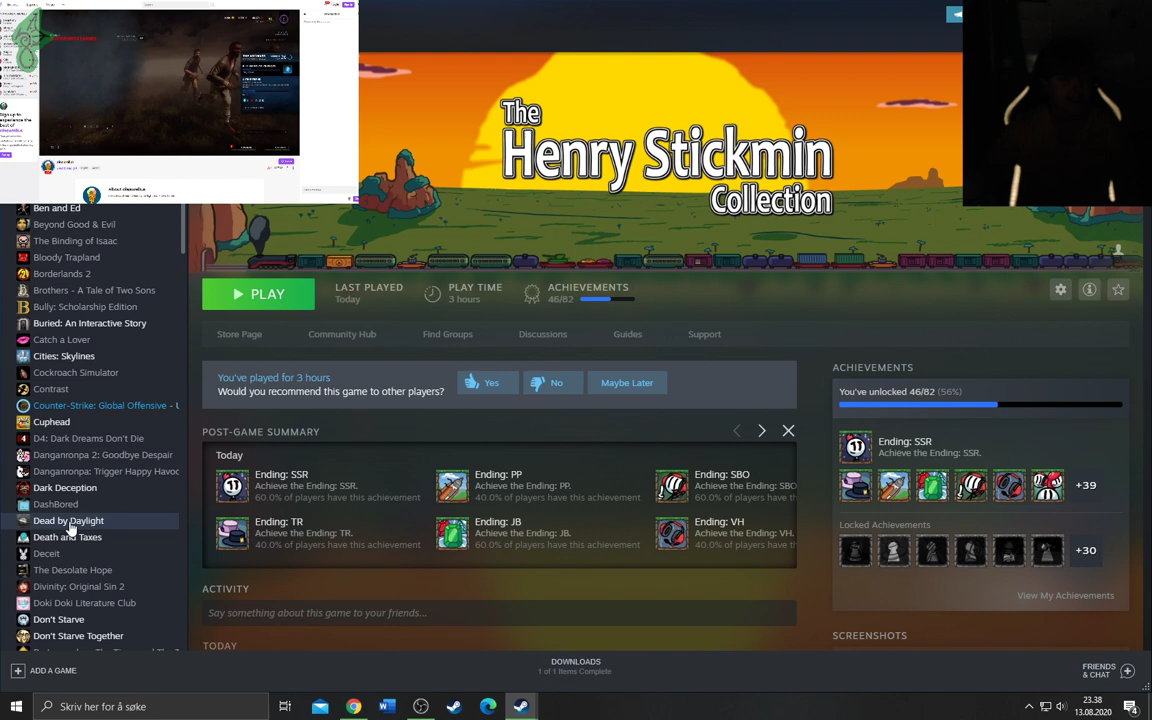 The
Henry Stickmin
Collection
PLAY
LAST PLAYED
Today
PLAY TIME
3 hours
ACHIEVEMENTS
46/82
Store Page
Community Hub
Find Groups
Discussions
Guides
Support
Ben and Ed
Beyond Good & Evil
The Binding of Isaac
Bloody Trapland
Borderlands 2
Brothers - A Tale of Two Sons
Bully: Scholarship Edition
Buried: An Interactive Story
Catch a Lover
Cities: Skylines
Cockroach Simulator
Contrast
Counter-Strike: Global Offensive - U
Cuphead
D4: Dark Dreams Don't Die
Danganronpa 2: Goodbye Despair
Danganronpa: Trigger Happy Havoc
Dark Deception
DashBored
Dead by Daylight
Death and Taxes
Deceit
The Desolate Hope
Divinity: Original Sin 2
Doki Doki Literature Club
Don't Starve
Don't Starve Together
You've played for 3 hours
Would you recommend this game to other players?
Yes
No
Maybe Later
POST-GAME SUMMARY
Today
Ending: SSR
Achieve the Ending: SSR.
60.0% of players have this achievement
Ending: PP
Achieve the Ending: PP.
40.0% of players have this achievement
Ending: SBO
Achieve the Ending: SBO.
60.0% of players have
Ending: TR
Achieve the Ending: TR.
40.0% of players have this achievement
Ending: JB
Achieve the Ending: JB.
60.0% of players have this achievement
Ending: VH
Achieve the Ending: VH.
40.0% of players have
ACTIVITY
Say something about this game to your friends...
TODAY
ACHIEVEMENTS
You've unlocked 46/82 (56%)
Ending: SSR
Achieve the Ending: SSR.
+39
Locked Achievements
+30
View My Achievements
SCREENSHOTS
ADD A GAME
DOWNLOADS
1 of 1 Items Complete
FRIENDS
& CHAT
Skriv her for å søke
23.38
13.08.2020
4